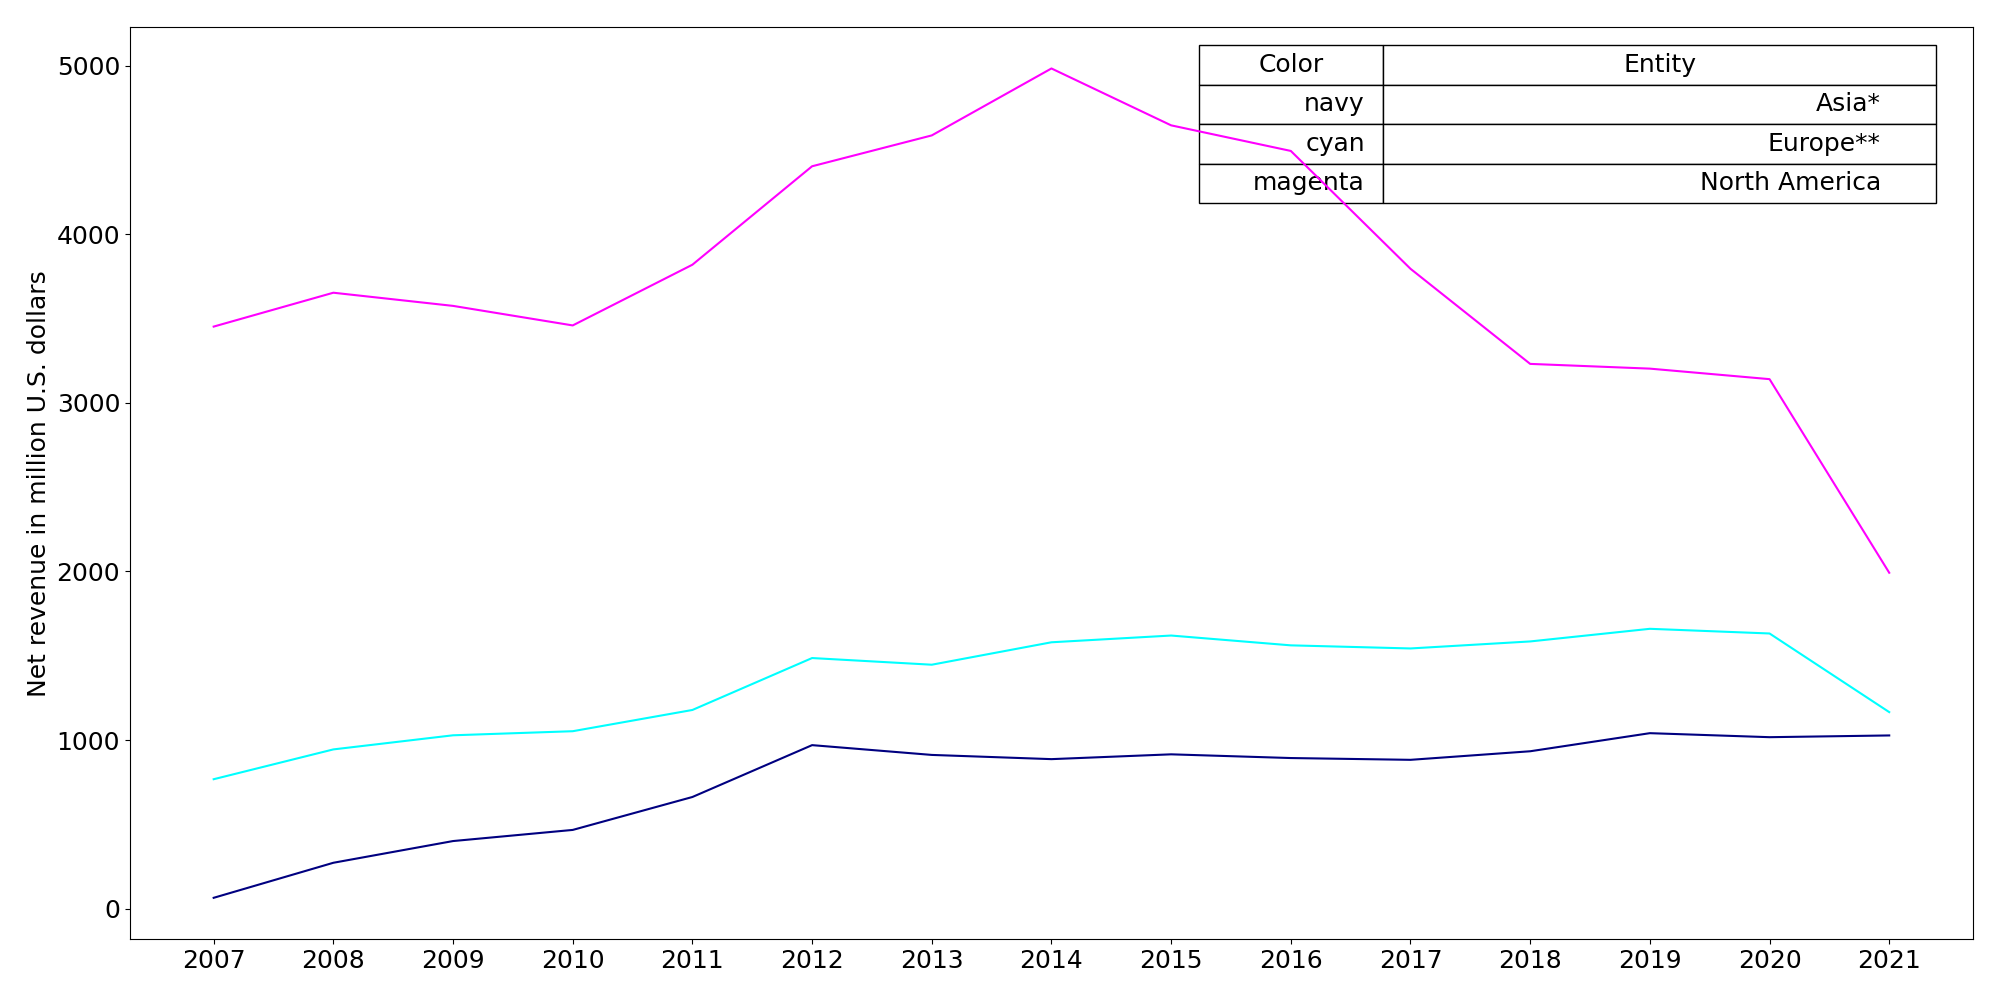 Color Entity
navy Asia*
cyan Europe**
magenta North America
Net revenue in million U.S. dollars
5000
4000
3000
2000
1000
0
2007 2008 2009 2010 2011 2012 2013 2014 2015 2016 2017 2018 2019 2020 2021